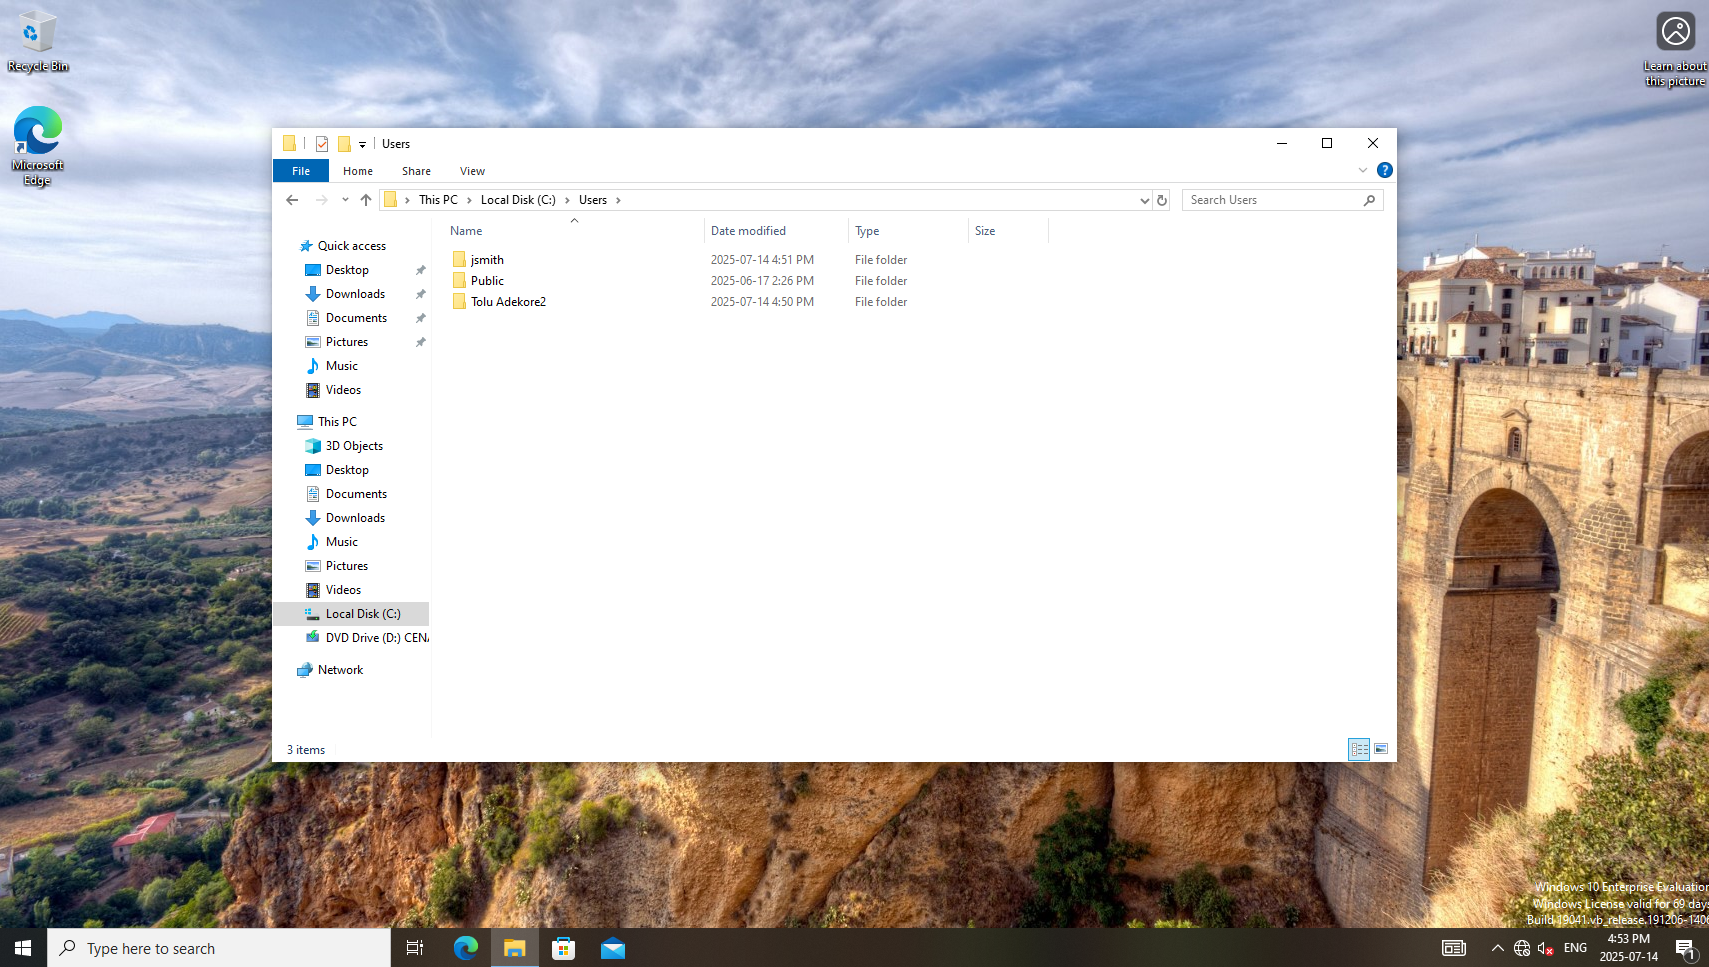 Recycle Bin
Learn about
this picture
Microsoft
Edge
Users
File
Home
Share
View
?
This PC
Local Disk (C:)
Users
Search Users
Name
Date modified
Type
Size
jsmith
2025-07-14 4:51 PM
File folder
Public
2025-06-17 2:26 PM
File folder
Tolu Adekore2
2025-07-14 4:50 PM
File folder
Quick access
Desktop
Downloads
Documents
Pictures
Music
Videos
This PC
3D Objects
Desktop
Documents
Downloads
Music
Pictures
Videos
Local Disk (C:)
DVD Drive (D:) CENA
Network
3 items
Windows 10 Enterprise Evaluation
Windows License valid for 69 days
Build 19041.vb_release.191206-1406
Type here to search
ENG
4:53 PM
2025-07-14
1